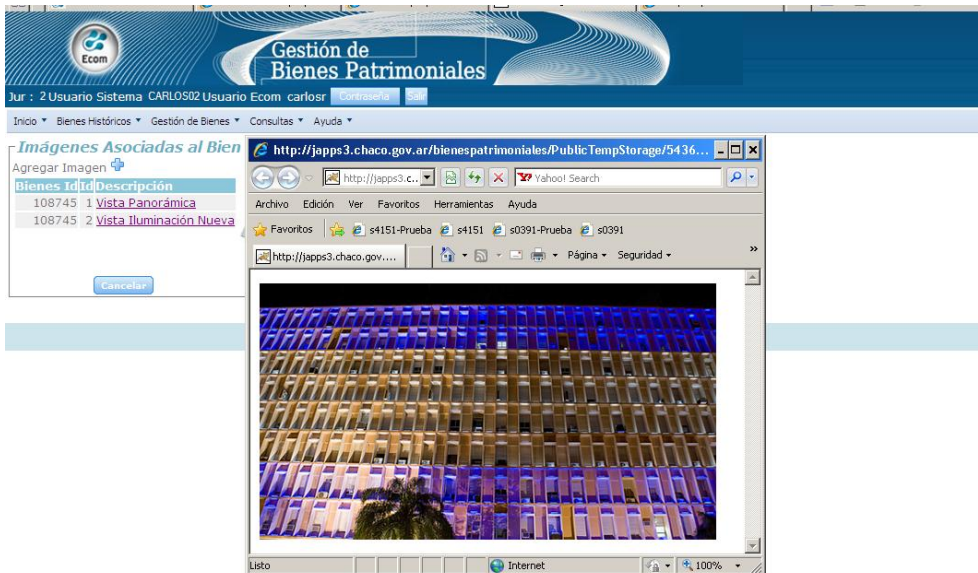 Ecom
Gestión de
Bienes Patrimoniales
Jur : 2 Usuario Sistema CARLOS02 Usuario Ecom carlosr Contraseña Salir
Inicio Bienes Históricos Gestión de Bienes Consultas Ayuda
Imágenes Asociadas al Bien
Agregar Imagen
Bienes Id Id Descripción
108745 1 Vista Panorámica
108745 2 Vista Iluminación Nueva
Cancelar
http://japps3.chaco.gov.ar/bienespatrimoniales/PublicTempStorage/5436...
http://japps3.c... Yahoo! Search
Archivo Edición Ver Favoritos Herramientas Ayuda
Favoritos s4151-Prueba s4151 s0391-Prueba s0391
http://japps3.chaco.gov.... Página Seguridad »
Listo Internet 100%